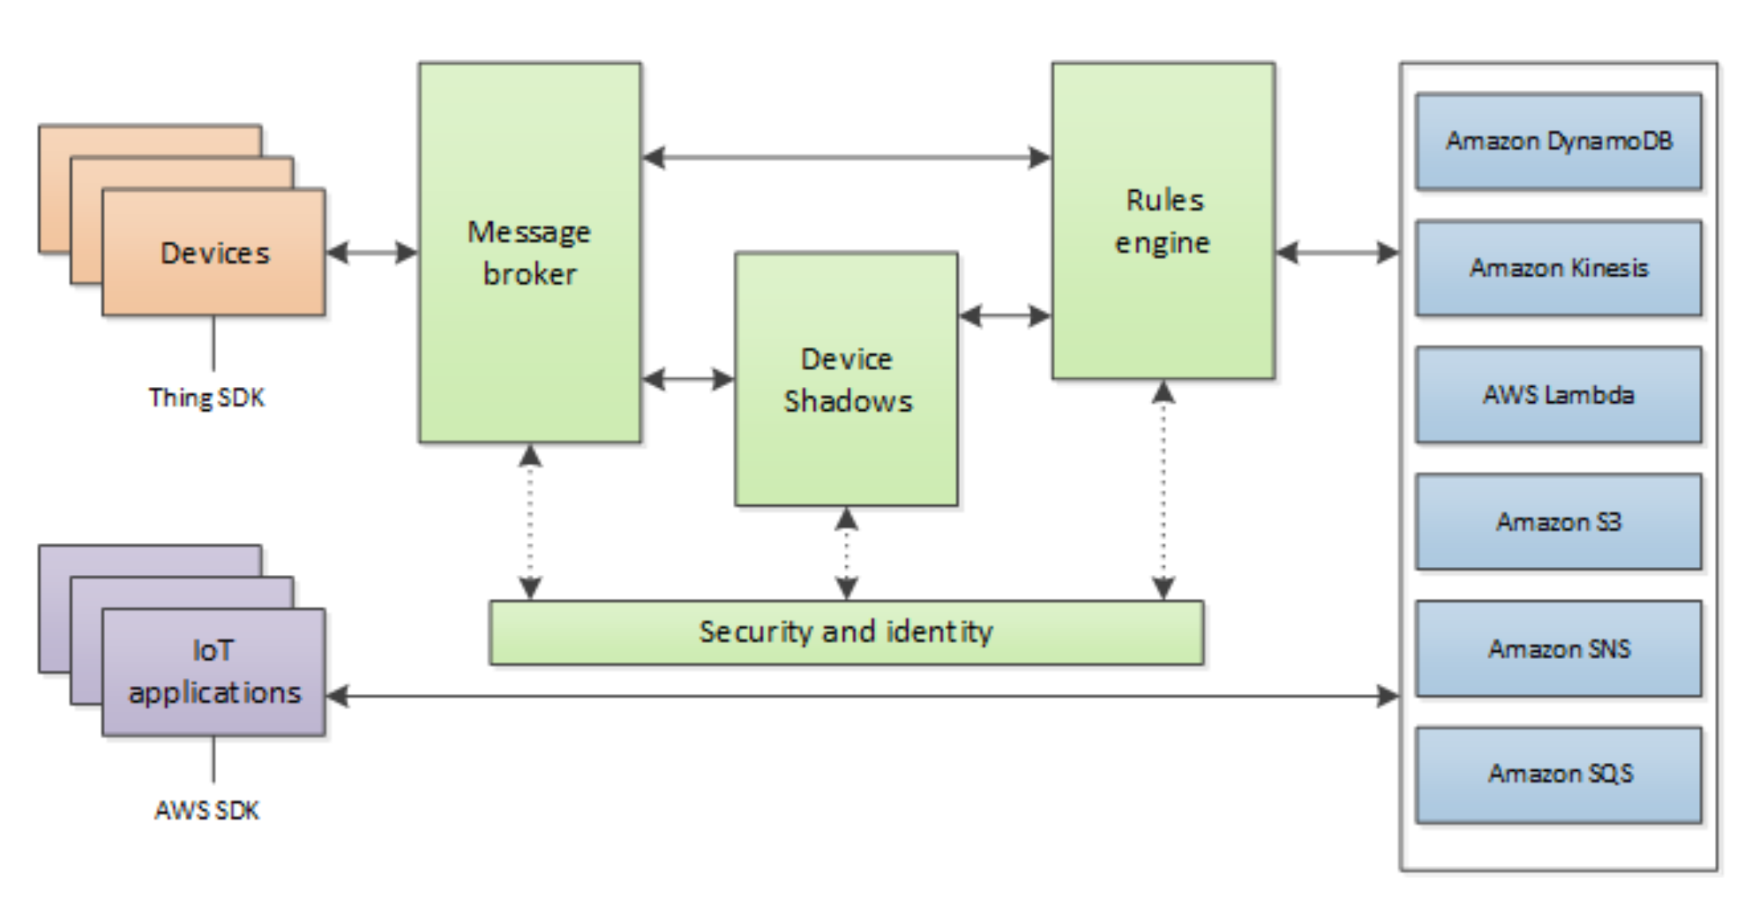 Devices
Thing SDK
Message
broker
Device
Shadows
Rules
engine
Security and identity
IoT
applications
AWS SDK
Amazon DynamoDB
Amazon Kinesis
AWS Lambda
Amazon S3
Amazon SNS
Amazon SQS